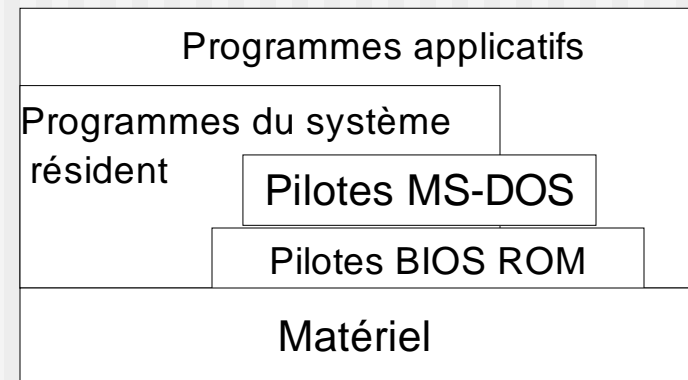 Programmes applicatifs
Programmes du système
résident
Pilotes MS-DOS
Pilotes BIOS ROM
Matériel